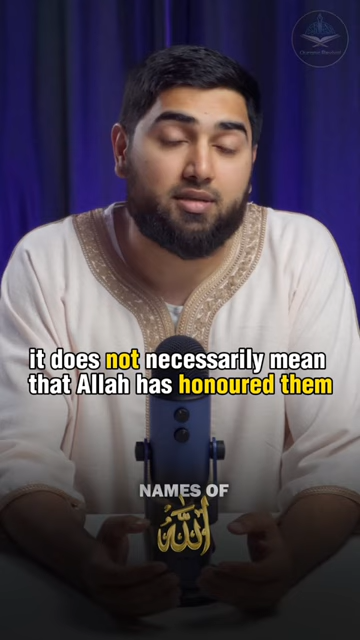 it does not necessarily mean
that Allah has honoured them
NAMES OF
الله